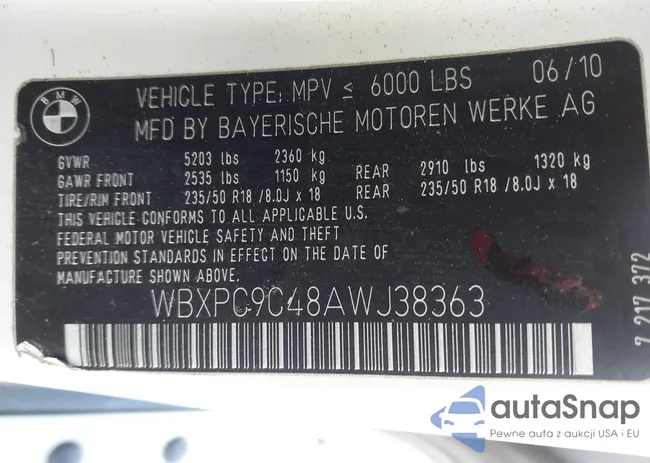 BMW
VEHICLE TYPE: MPV ≤ 6000 LBS 06/10
MFD BY BAYERISCHE MOTOREN WERKE AG
GVWR 5203 lbs 2360 kg
GAWR FRONT 2535 lbs 1150 kg REAR 2910 lbs 1320 kg
TIRE/RIM FRONT 235/50 R18 /8.0J x 18 REAR 235/50 R18 /8.0J x 18
THIS VEHICLE CONFORMS TO ALL APPLICABLE U.S.
FEDERAL MOTOR VEHICLE SAFETY AND THEFT
PREVENTION STANDARDS IN EFFECT ON THE DATE OF
MANUFACTURE SHOWN ABOVE.
WBXPC9C48AWJ38363
7 217 372
autaSnap
Pewne auta z aukcji USA i EU